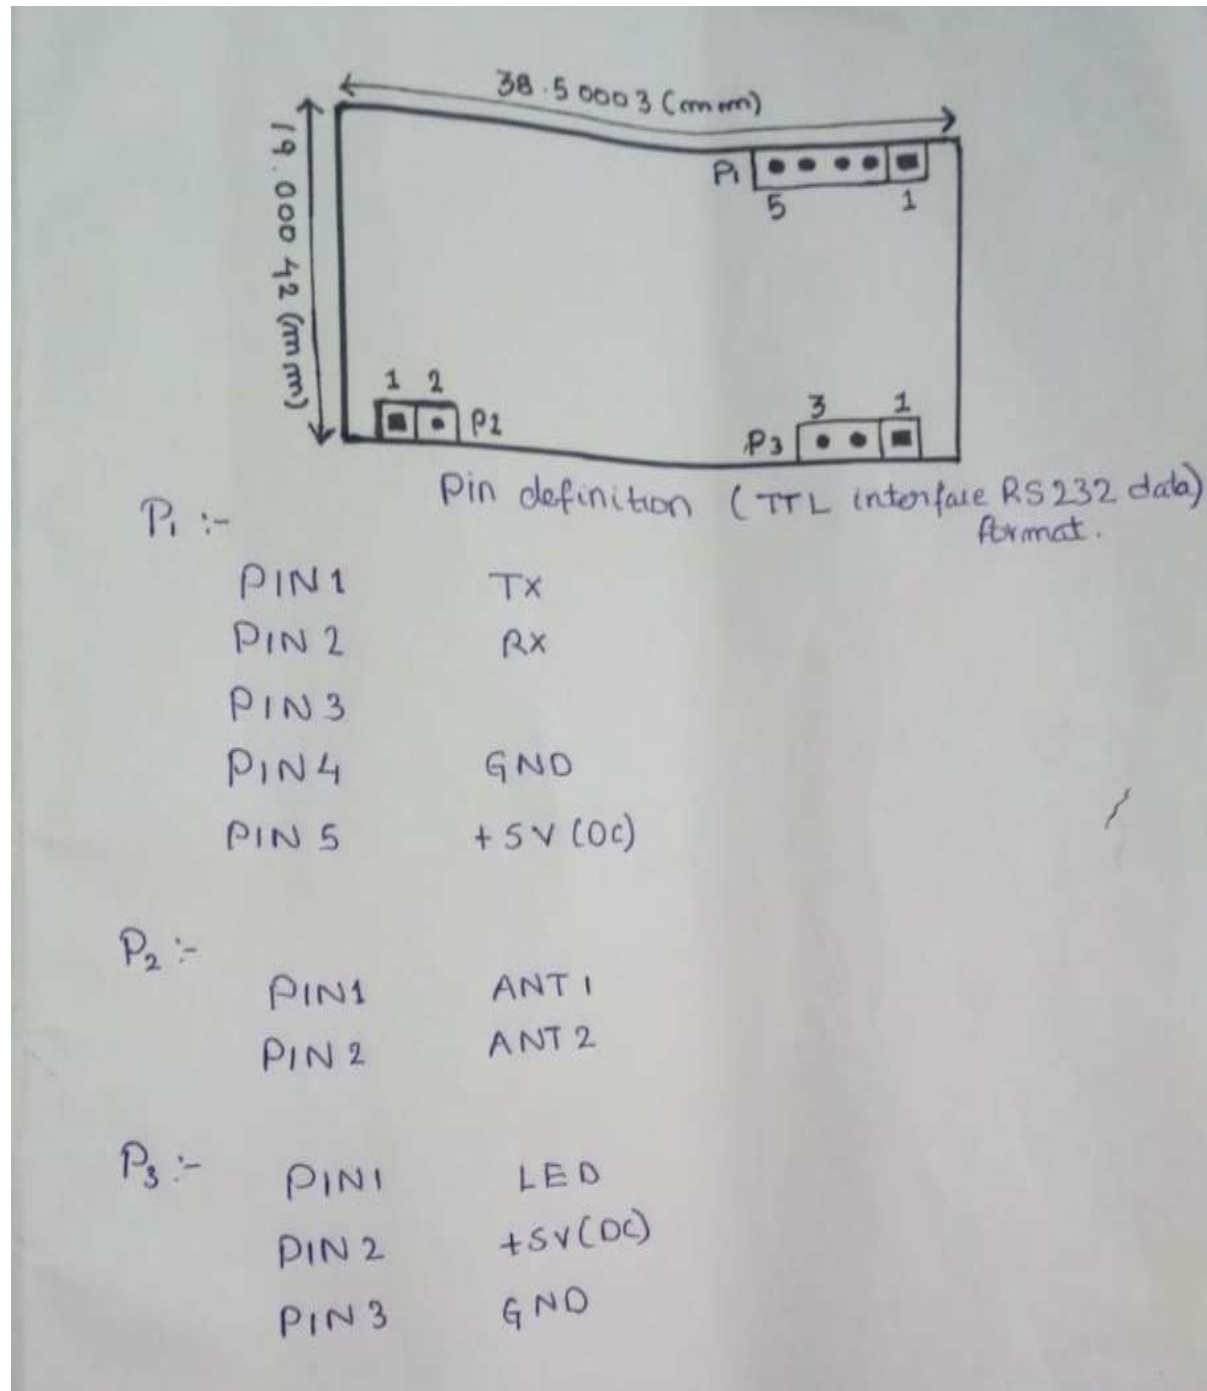 38.50003 (mm)
19.00042 (mm)
P1
5 1
1 2
P2
3 1
P3
Pin definition (TTL interface RS232 data)
format.
P1 :-
PIN1 TX
PIN 2 RX
PIN3
PIN4 GND
PIN 5 +5V (DC)
P2 :-
PIN1 ANT 1
PIN 2 ANT 2
P3 :-
PIN1 LED
PIN 2 +5V (DC)
PIN 3 GND